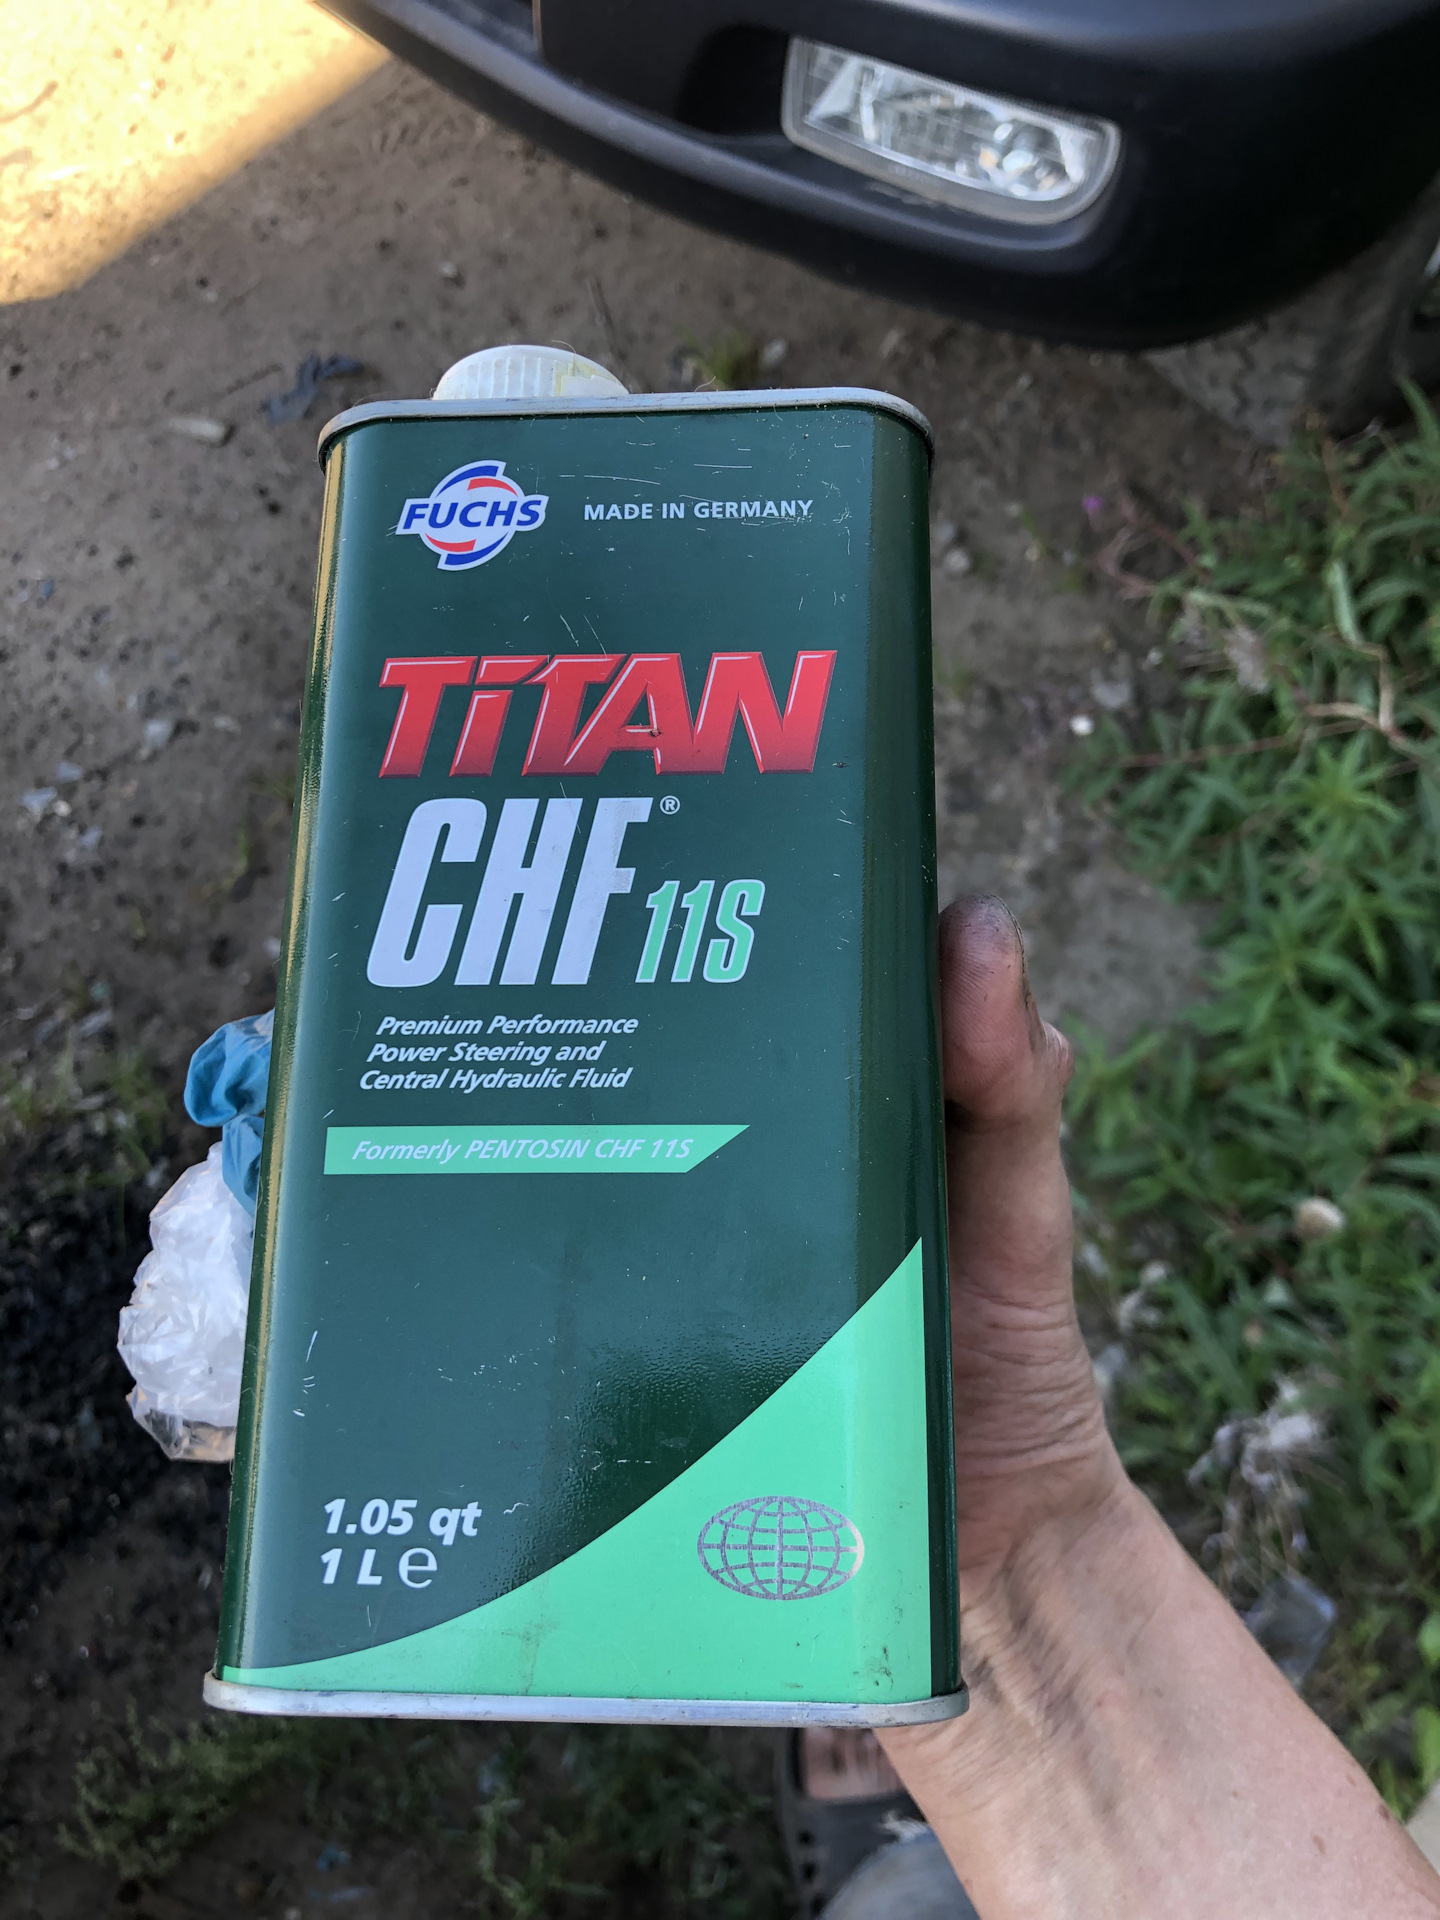 FUCHS
MADE IN GERMANY
TiTAN
CHF®
11S
Premium Performance
Power Steering and
Central Hydraulic Fluid
Formerly PENTOSIN CHF 11S
1.05 qt
1 L e